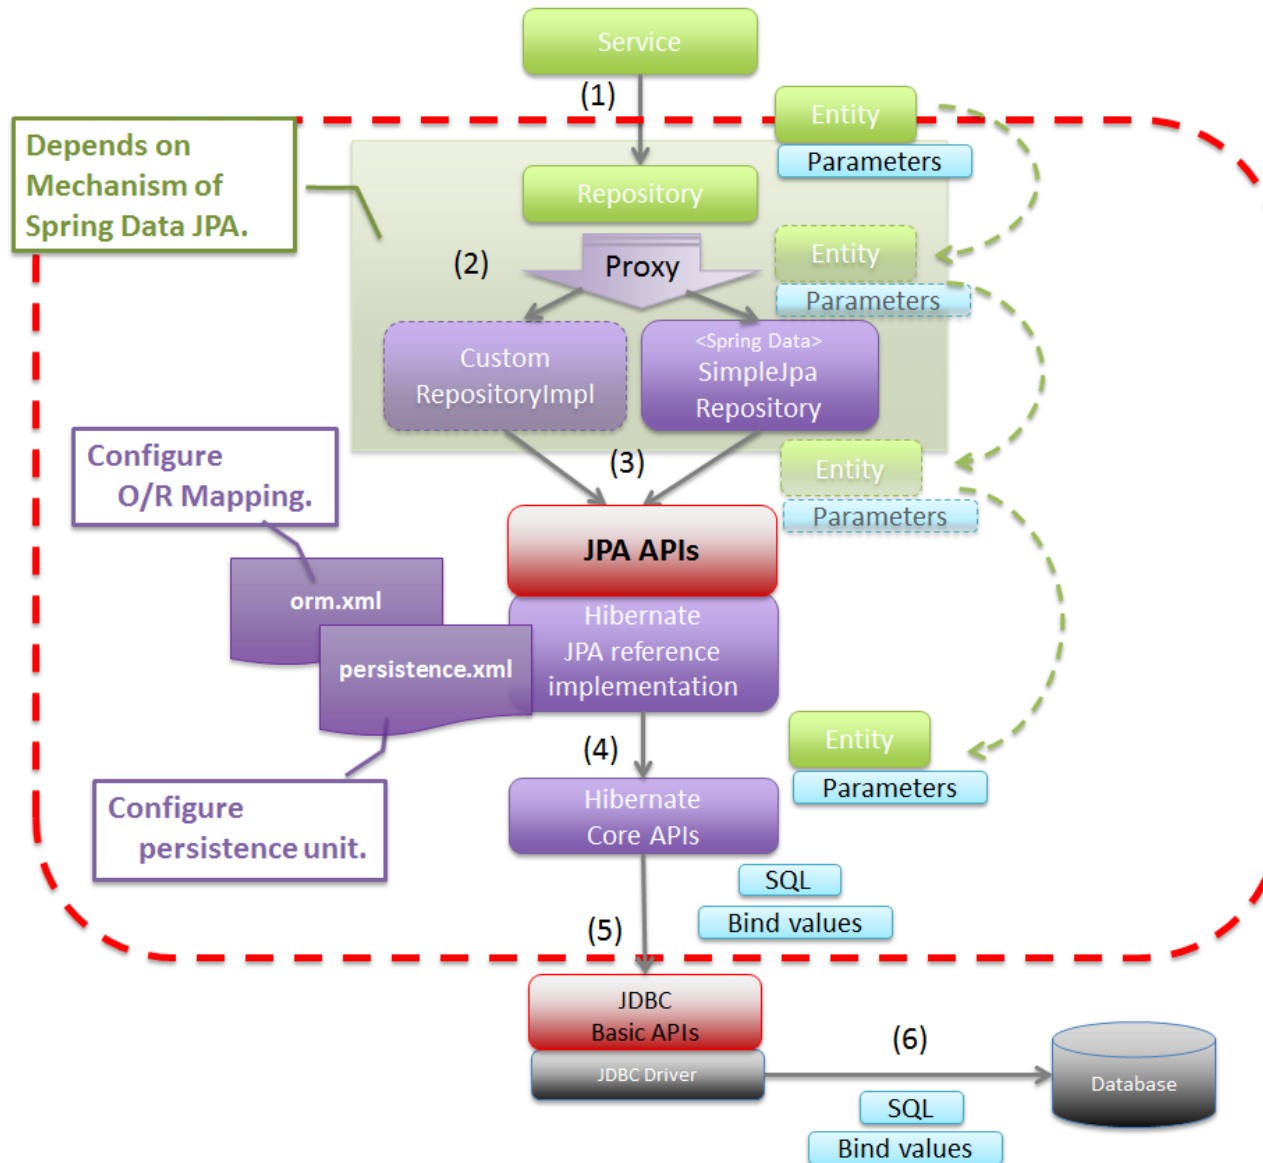 Service
(1)
Entity
Parameters
Depends on
Mechanism of
Spring Data JPA.
Repository
(2)
Proxy
Entity
Parameters
Custom
RepositoryImpl
<Spring Data>
SimpleJpa
Repository
(3)
Entity
Parameters
Configure
O/R Mapping.
JPA APIs
orm.xml
persistence.xml
Hibernate
JPA reference
implementation
(4)
Entity
Parameters
Configure
persistence unit.
Hibernate
Core APIs
SQL
Bind values
(5)
JDBC
Basic APIs
JDBC Driver
(6)
Database
SQL
Bind values